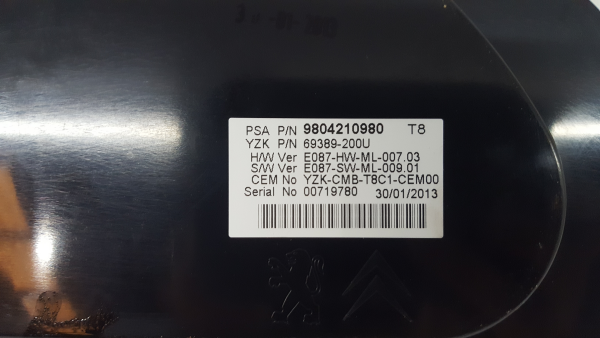 PSA P/N 9804210980 T8
YZK P/N 69389-200U
H/W Ver E087-HW-ML-007.03
S/W Ver E087-SW-ML-009.01
CEM No YZK-CMB-T8C1-CEM00
Serial No 00719780 30/01/2013